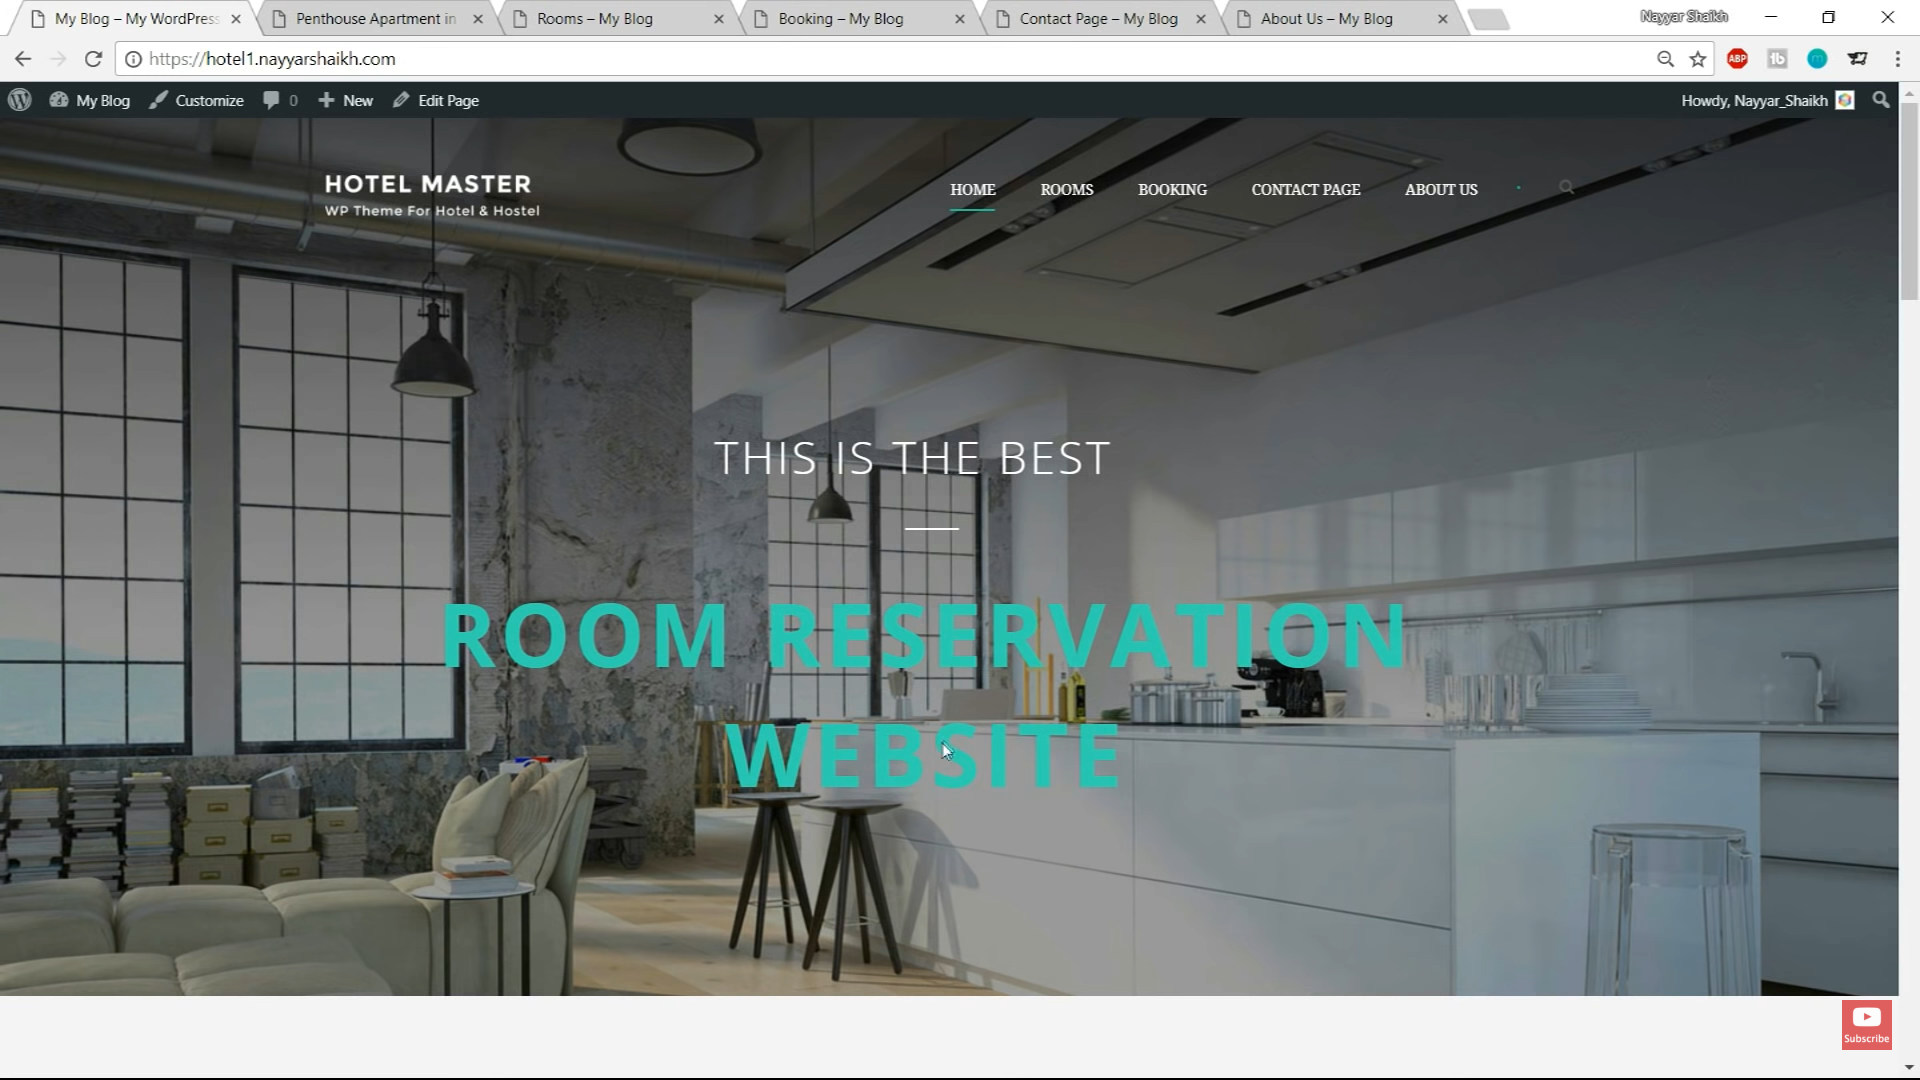 My Blog – My WordPress
Penthouse Apartment in
Rooms – My Blog
Booking – My Blog
Contact Page – My Blog
About Us – My Blog
Nayyar Shaikh
https://hotel1.nayyarshaikh.com
ABP
tb
m
My Blog
Customize
0
New
Edit Page
Howdy, Nayyar_Shaikh
HOTEL MASTER
WP Theme For Hotel & Hostel
HOME
ROOMS
BOOKING
CONTACT PAGE
ABOUT US
THIS IS THE BEST
ROOM RESERVATION
WEBSITE
Subscribe